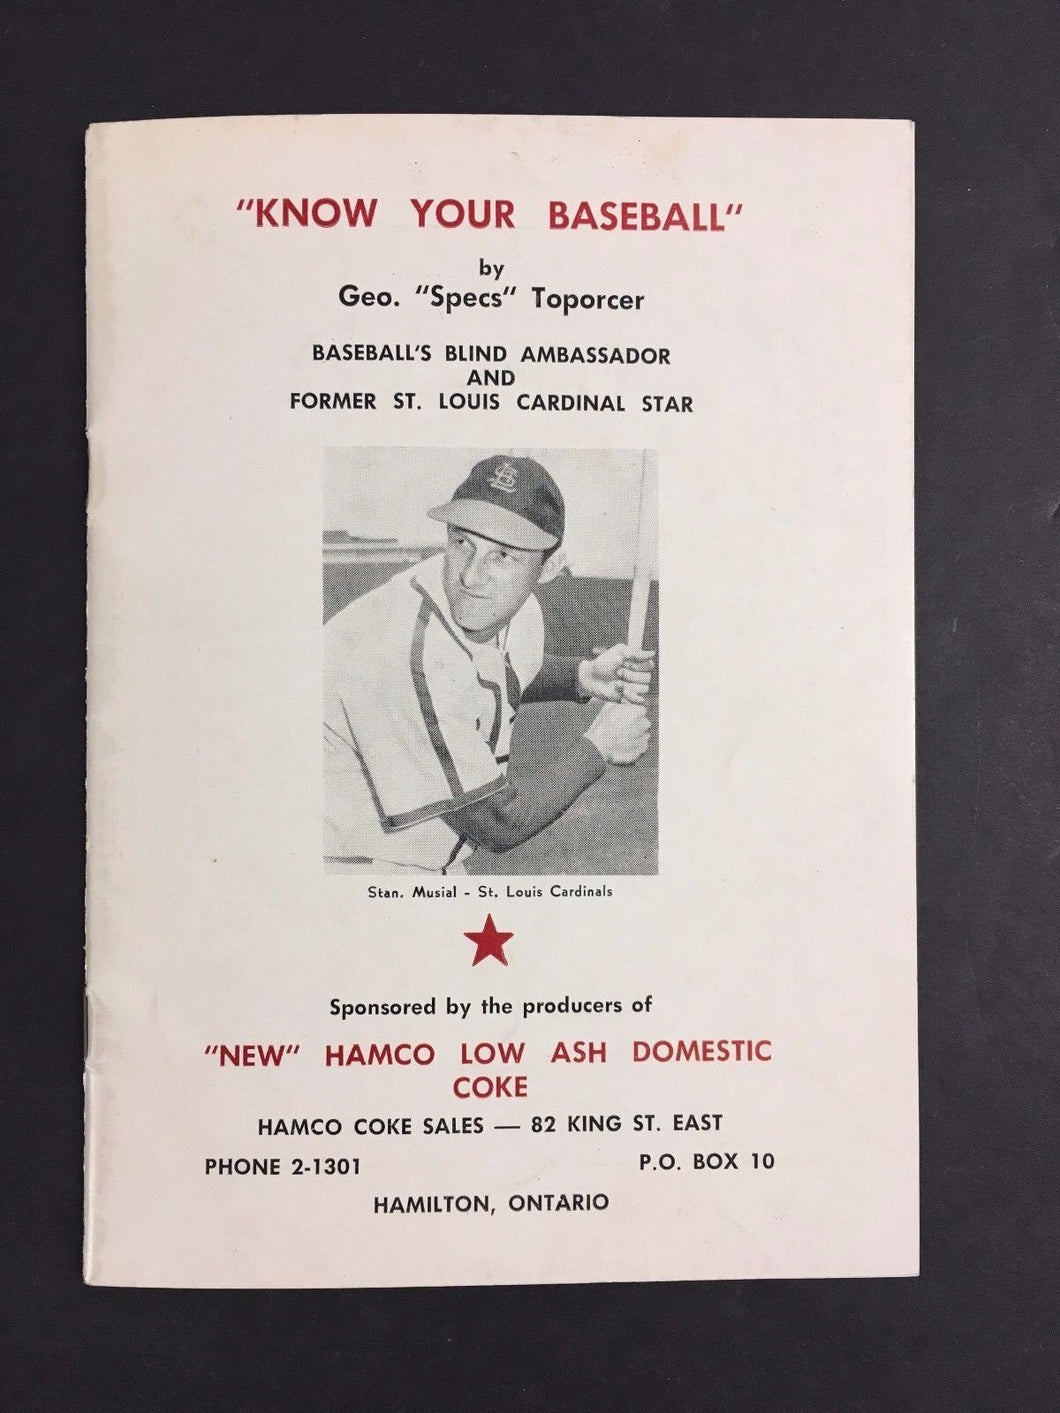 "KNOW YOUR BASEBALL"
by
Geo. "Specs" Toporcer
BASEBALL'S BLIND AMBASSADOR
AND
FORMER ST. LOUIS CARDINAL STAR
STL
Stan. Musial - St. Louis Cardinals
Sponsored by the producers of
"NEW" HAMCO LOW ASH DOMESTIC
COKE
HAMCO COKE SALES — 82 KING ST. EAST
PHONE 2-1301 P.O. BOX 10
HAMILTON, ONTARIO